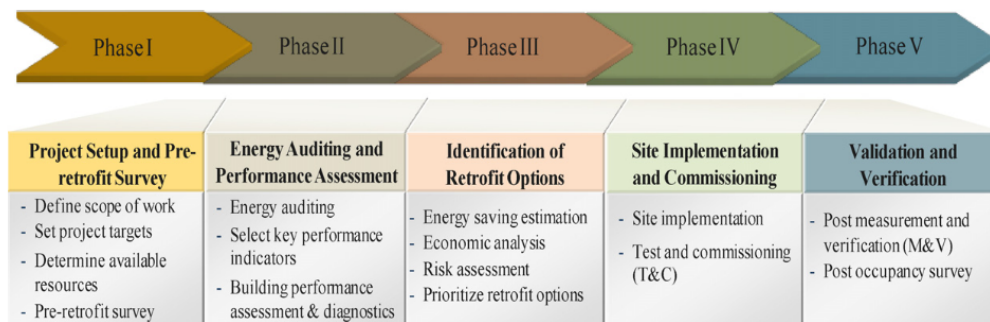 Phase I
Phase II
Phase III
Phase IV
Phase V
Project Setup and Pre-
retrofit Survey
- Define scope of work
- Set project targets
- Determine available
resources
- Pre-retrofit survey
Energy Auditing and
Performance Assessment
- Energy auditing
- Select key performance
indicators
- Building performance
assessment & diagnostics
Identification of
Retrofit Options
- Energy saving estimation
- Economic analysis
- Risk assessment
- Prioritize retrofit options
Site Implementation
and Commissioning
- Site implementation
- Test and commissioning
(T&C)
Validation and
Verification
- Post measurement and
verification (M&V)
- Post occupancy survey